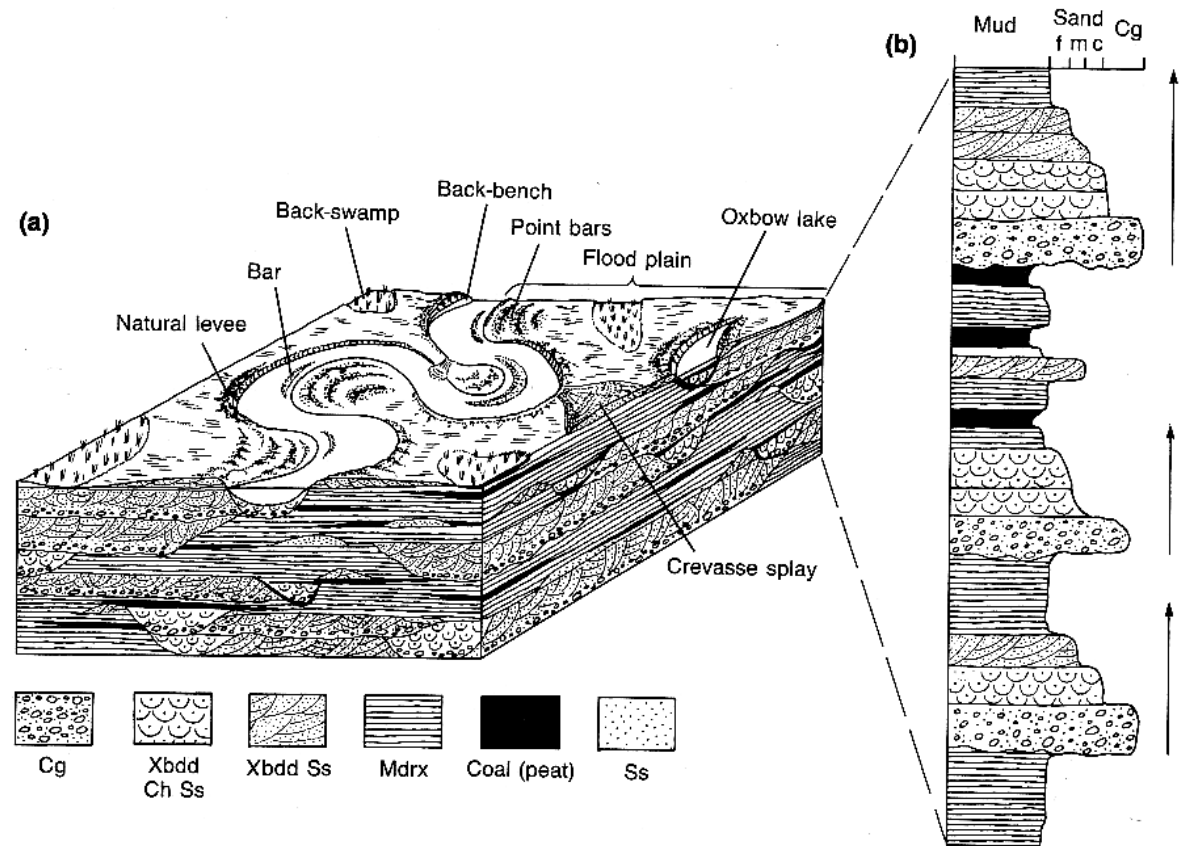 (a)
Back-swamp
Back-bench
Point bars
Oxbow lake
Flood plain
Bar
Natural levee
Crevasse splay
Cg
Xbdd
Ch Ss
Xbdd Ss
Mdrx
Coal (peat)
Ss
(b)
Mud
Sand
Cg
f m c